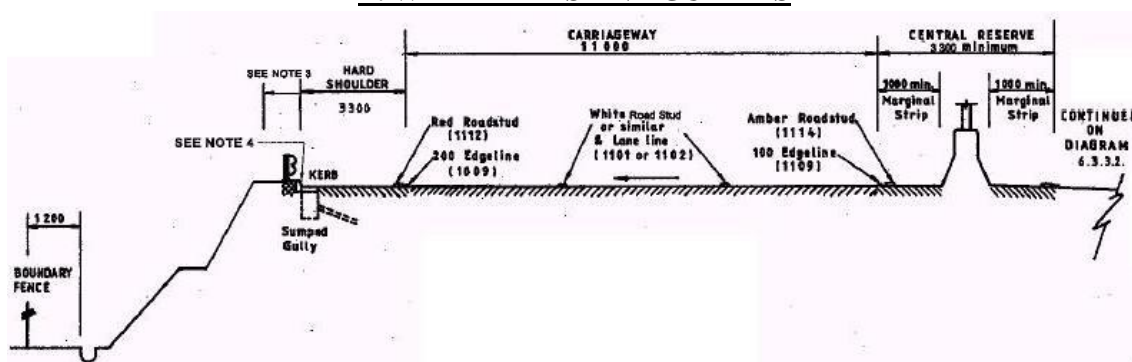 CARRIAGEWAY
11 000
CENTRAL RESERVE
3300 minimum
SEE NOTE 3
HARD
SHOULDER
3300
1000 min.
Marginal
Strip
1000 min.
Marginal
Strip
CONTINUED
ON
DIAGRAM
6.3.3.2.
SEE NOTE 4
Red Roadstud
(1112)
200 Edgeline
(1009)
White Road Stud
or similar
& Lane line
(1101 or 1102)
Amber Roadstud
(1114)
100 Edgeline
(1109)
KERB
Sumped
Gully
1200
BOUNDARY
FENCE